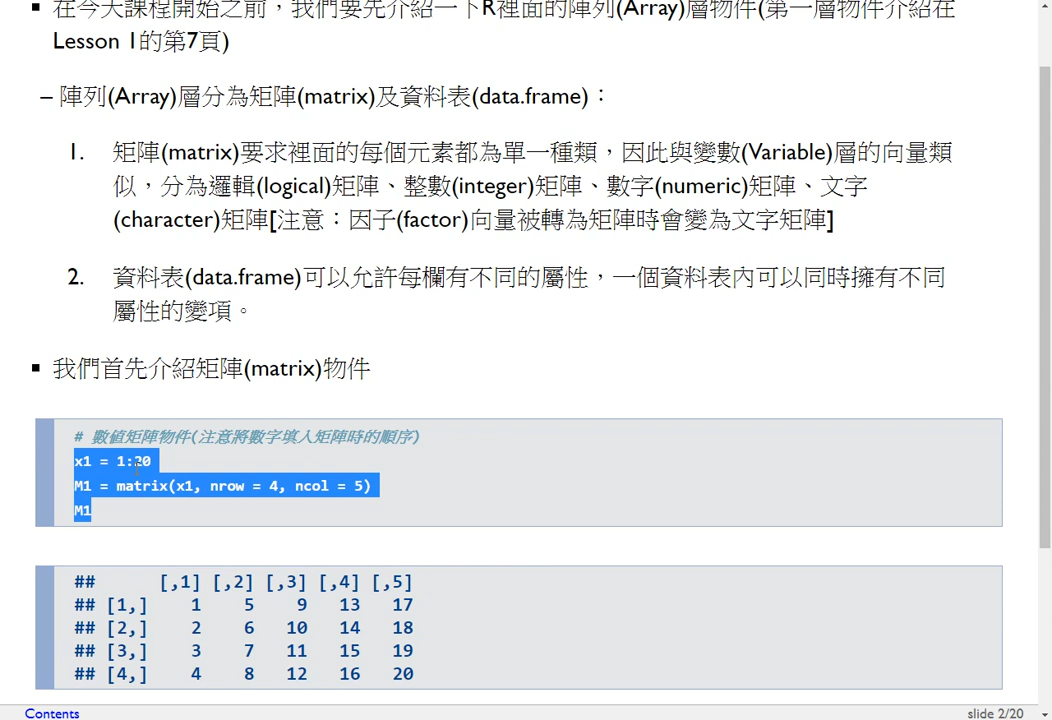 在今天課程開始之前，我們要先介紹一下R裡面的陣列(Array)層物件(第一層物件介紹在
Lesson 1的第7頁)
– 陣列(Array)層分為矩陣(matrix)及資料表(data.frame)：
1. 矩陣(matrix)要求裡面的每個元素都為單一種類，因此與變數(Variable)層的向量類
似，分為邏輯(logical)矩陣、整數(integer)矩陣、數字(numeric)矩陣、文字
(character)矩陣[注意：因子(factor)向量被轉為矩陣時會變為文字矩陣]
2. 資料表(data.frame)可以允許每欄有不同的屬性，一個資料表內可以同時擁有不同
屬性的變項。
我們首先介紹矩陣(matrix)物件
# 數值矩陣物件(注意將數字填入矩陣時的順序)
x1 = 1:20
M1 = matrix(x1, nrow = 4, ncol = 5)
M1
## [,1] [,2] [,3] [,4] [,5]
## [1,] 1 5 9 13 17
## [2,] 2 6 10 14 18
## [3,] 3 7 11 15 19
## [4,] 4 8 12 16 20
Contents slide 2/20